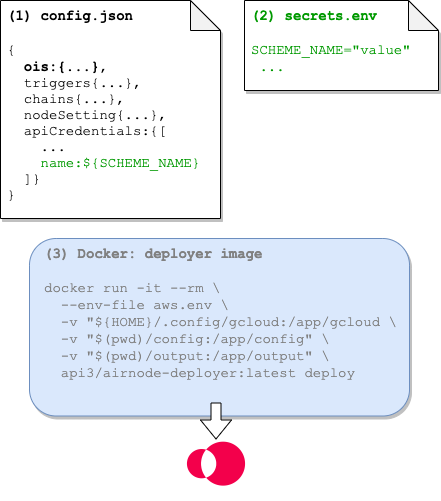 (1) config.json
{
ois:{...},
triggers{...},
chains{...},
nodeSetting{...},
apiCredentials:{[
...
name:${SCHEME_NAME}
]}
}
(2) secrets.env
SCHEME_NAME="value"
...
(3) Docker: deployer image
docker run -it --rm \
--env-file aws.env \
-v "${HOME}/.config/gcloud:/app/gcloud \
-v "$(pwd)/config:/app/config" \
-v "$(pwd)/output:/app/output" \
api3/airnode-deployer:latest deploy